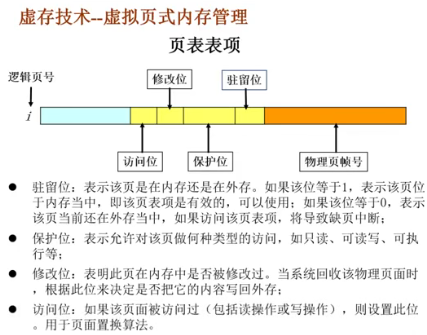 虚存技术--虚拟页式内存管理
页表表项
逻辑页号
修改位
驻留位
i
访问位
保护位
物理页帧号
● 驻留位：表示该页是在内存还是在外存。如果该位等于1，表示该页位
于内存当中，即该页表项是有效的，可以使用；如果该位等于0，表示
该页当前还在外存当中，如果访问该页表项，将导致缺页中断；
● 保护位：表示允许对该页做何种类型的访问，如只读、可读写、可执
行等；
● 修改位：表明此页在内存中是否被修改过。当系统回收该物理页面时
，根据此位来决定是否把它的内容写回外存；
● 访问位：如果该页面被访问过（包括读操作或写操作），则设置此位
。用于页面置换算法。